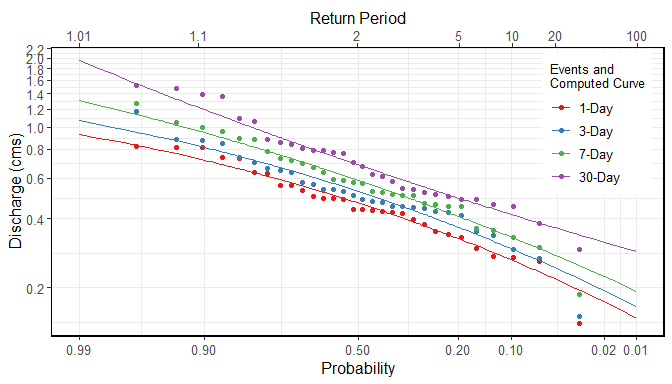 Return Period
1.01 1.1 2 5 10 20 100
2.2
2.0
1.8
1.6
1.4
1.2
1.0
0.8
0.6
0.4
0.2
Discharge (cms)
Events and
Computed Curve
1-Day
3-Day
7-Day
30-Day
0.99 0.90 0.50 0.20 0.10 0.02 0.01
Probability